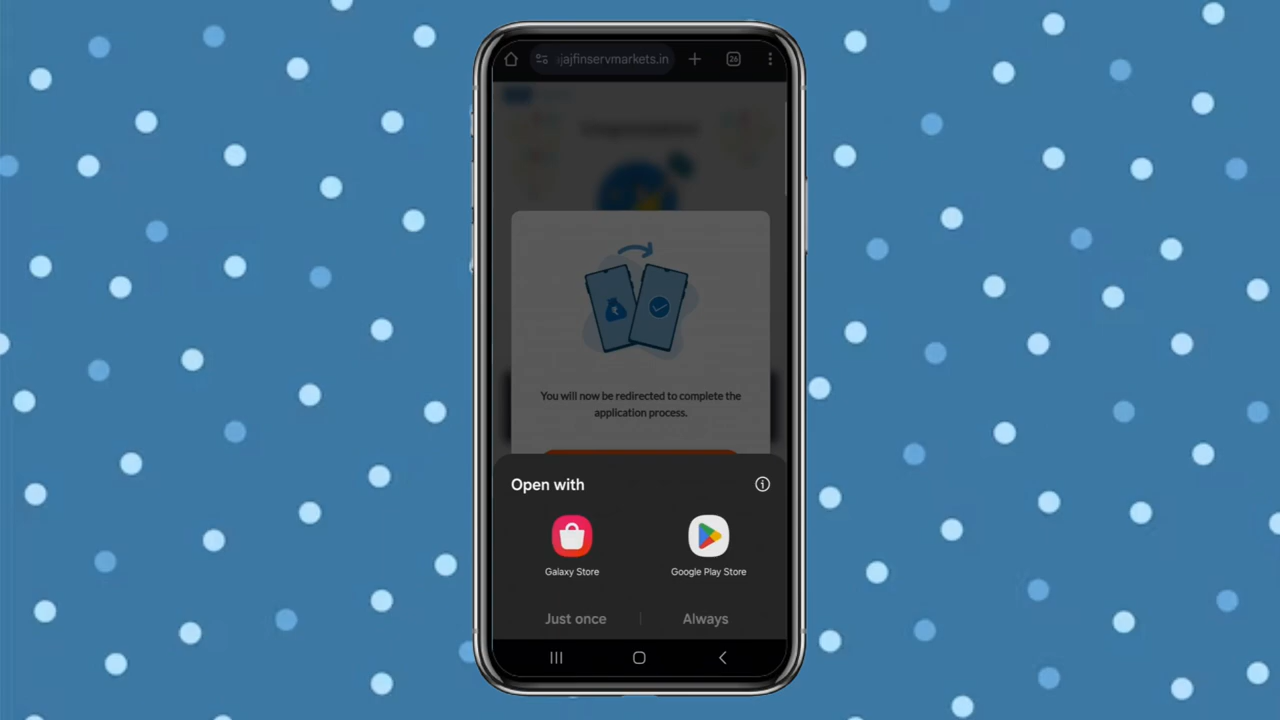 jajfinservmarkets.in
26
You will now be redirected to complete the
application process.
Open with
Galaxy Store
Google Play Store
Just once
Always